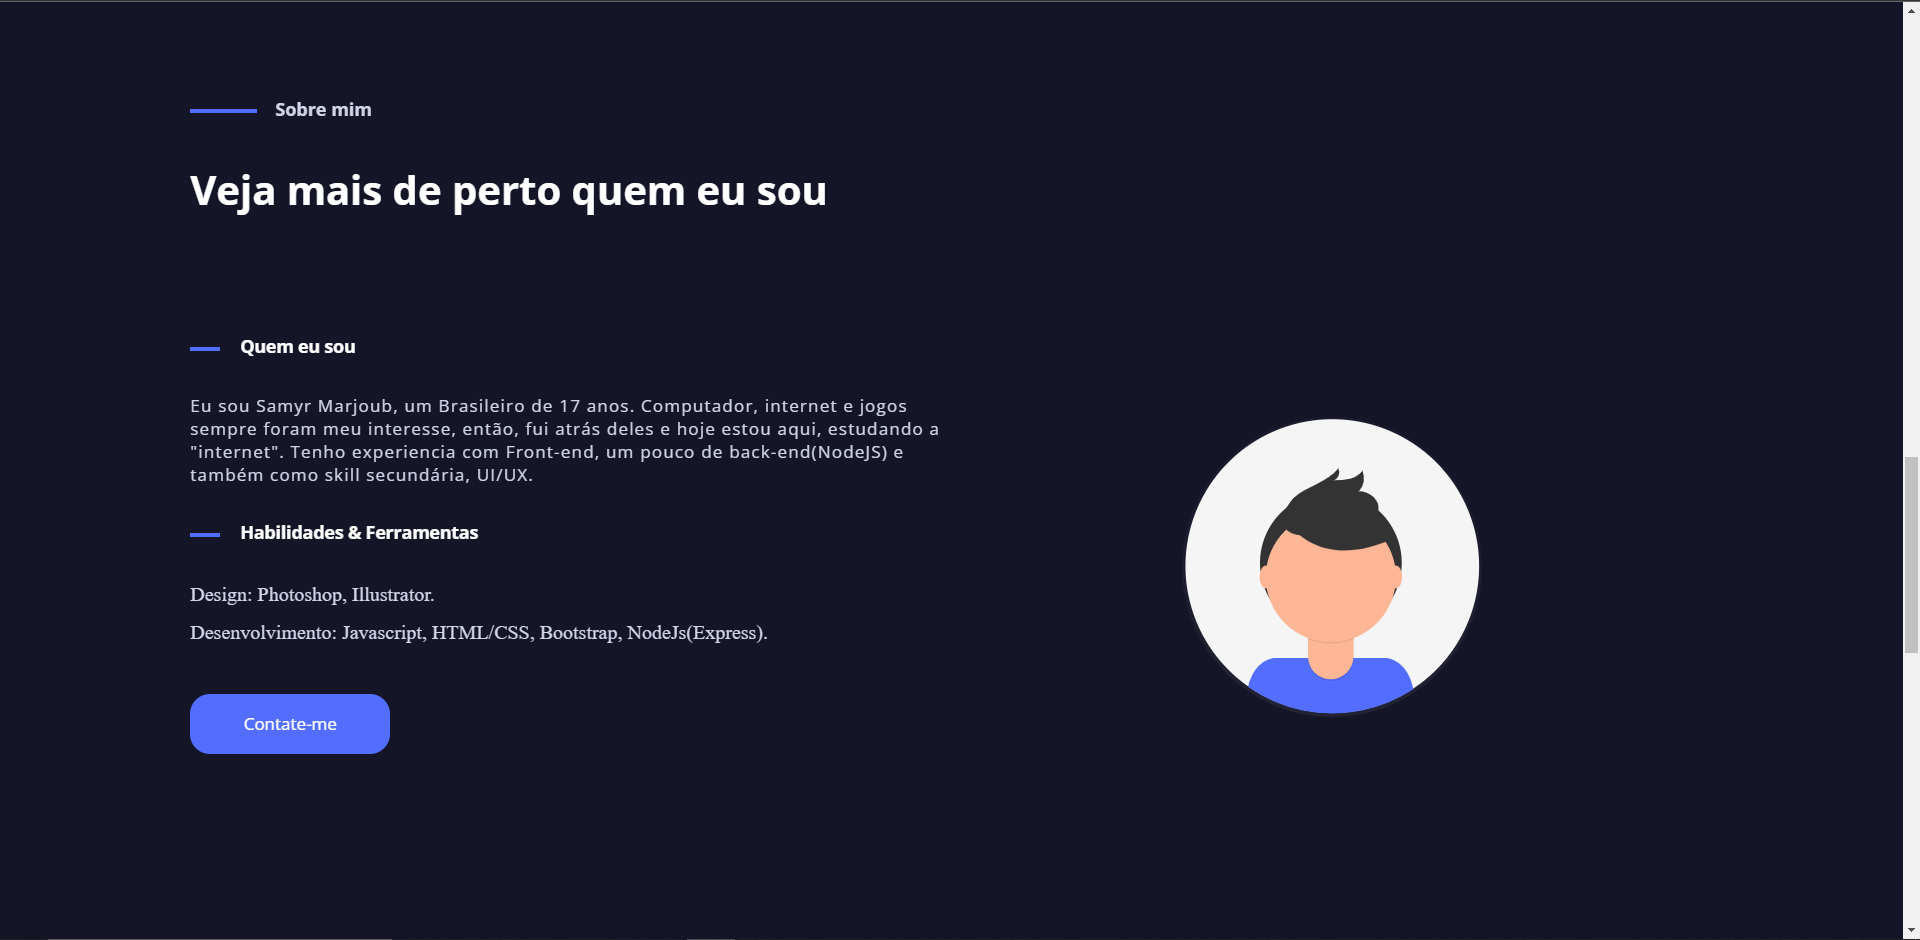 Sobre mim
Veja mais de perto quem eu sou
Quem eu sou
Eu sou Samyr Marjoub, um Brasileiro de 17 anos. Computador, internet e jogos
sempre foram meu interesse, então, fui atrás deles e hoje estou aqui, estudando a
"internet". Tenho experiencia com Front-end, um pouco de back-end(NodeJS) e
também como skill secundária, UI/UX.
Habilidades & Ferramentas
Design: Photoshop, Illustrator.
Desenvolvimento: Javascript, HTML/CSS, Bootstrap, NodeJs(Express).
Contate-me